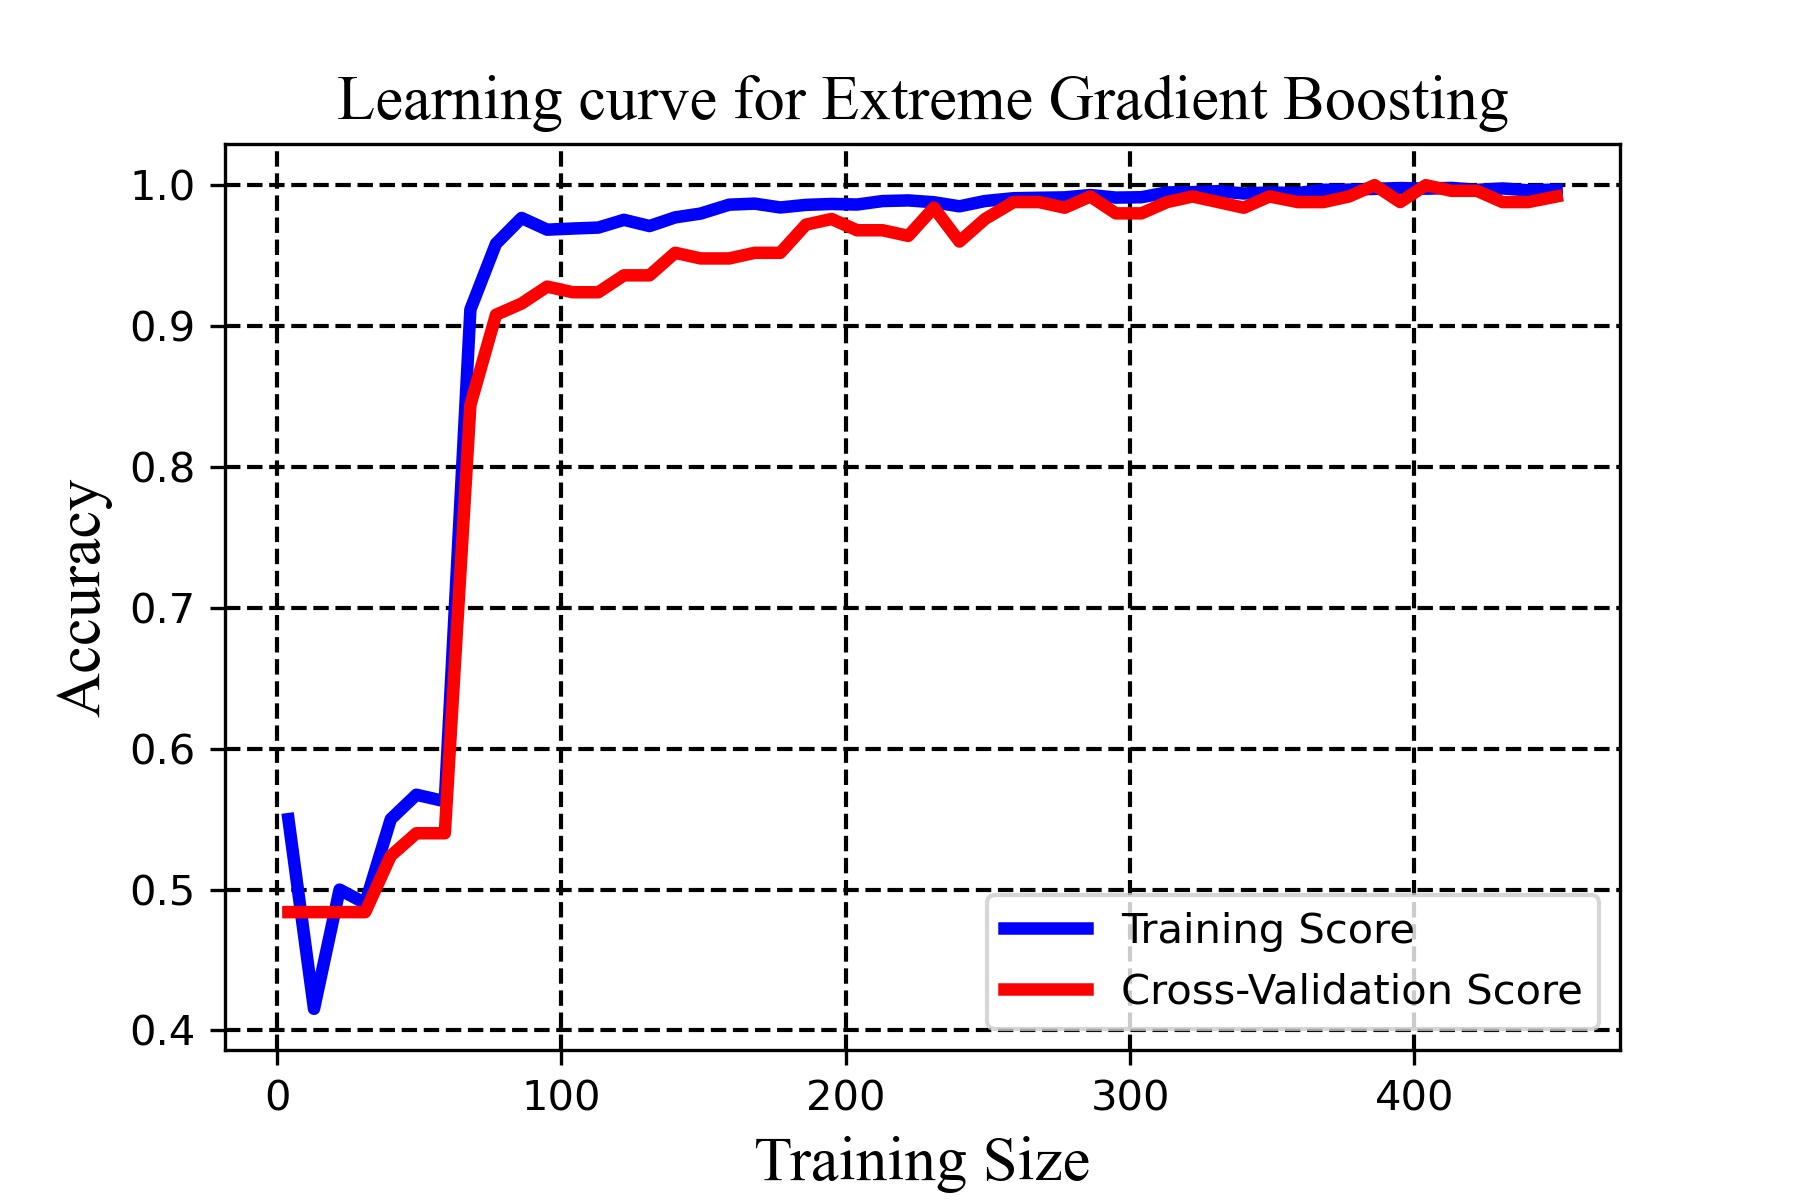 Learning curve for Extreme Gradient Boosting
1.0
0.9
0.8
0.7
0.6
0.5
0.4
Accuracy
Training Score
Cross-Validation Score
0 100 200 300 400
Training Size